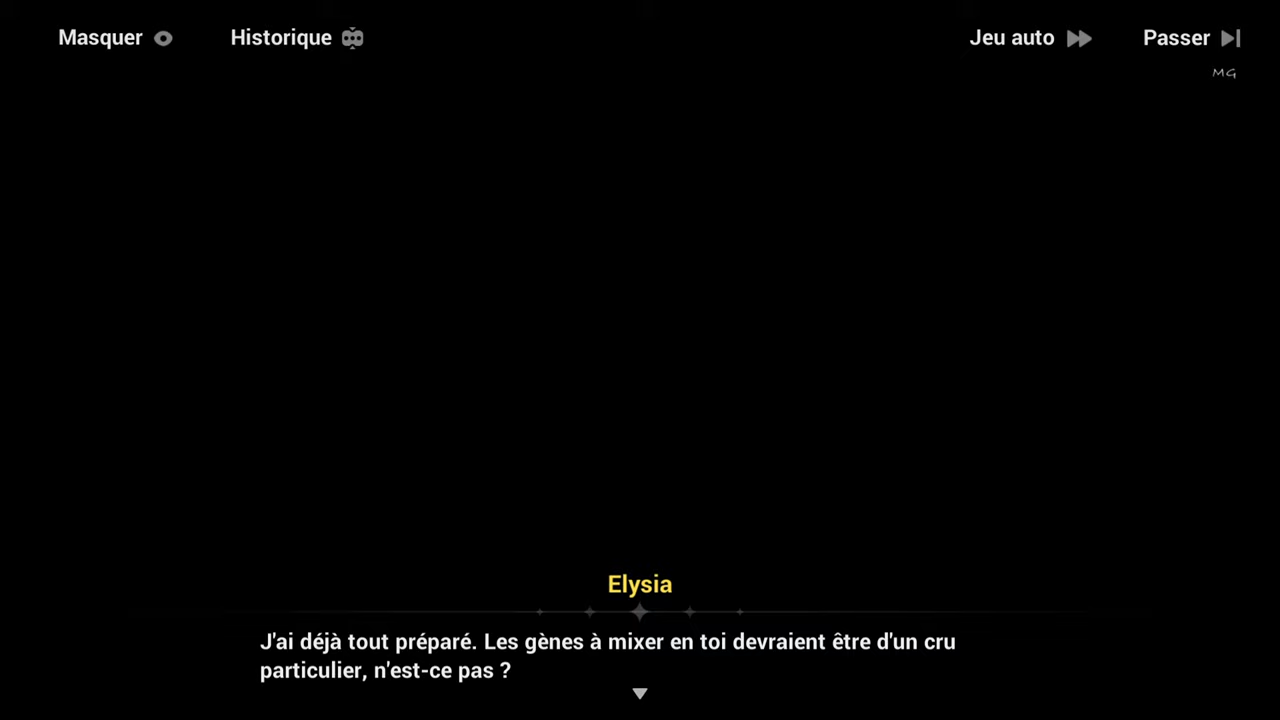 Masquer
Historique
Jeu auto
Passer
MG
Elysia
J'ai déjà tout préparé. Les gènes à mixer en toi devraient être d'un cru
particulier, n'est-ce pas ?